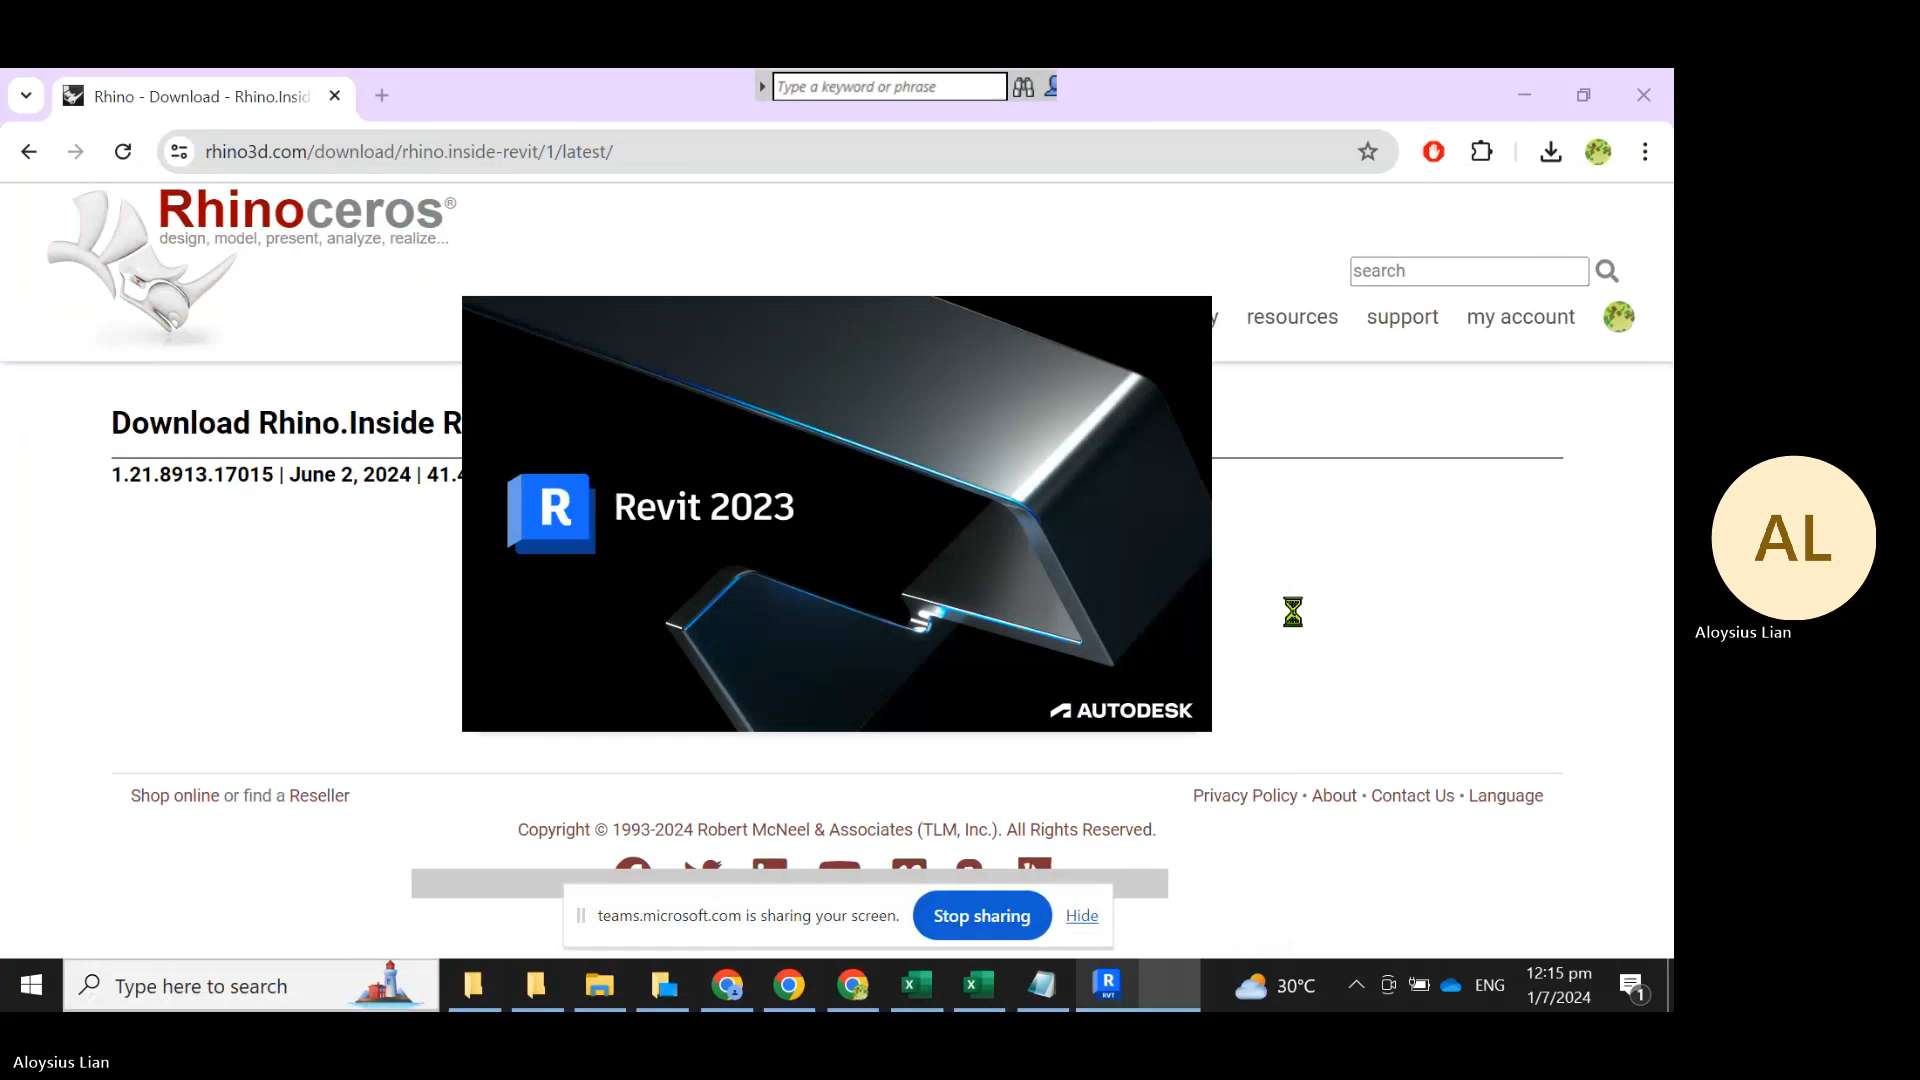 Rhino - Download - Rhino.Insid
Type a keyword or phrase
rhino3d.com/download/rhino.inside-revit/1/latest/
Rhinoceros®
design, model, present, analyze, realize...
search
y resources support my account
Download Rhino.Inside R
1.21.8913.17015 | June 2, 2024 | 41.4
R Revit 2023
AUTODESK
AL
Aloysius Lian
Shop online or find a Reseller
Privacy Policy • About • Contact Us • Language
Copyright © 1993-2024 Robert McNeel & Associates (TLM, Inc.). All Rights Reserved.
teams.microsoft.com is sharing your screen. Stop sharing Hide
Type here to search
R
RVT
30°C
ENG
12:15 pm
1/7/2024
1
Aloysius Lian